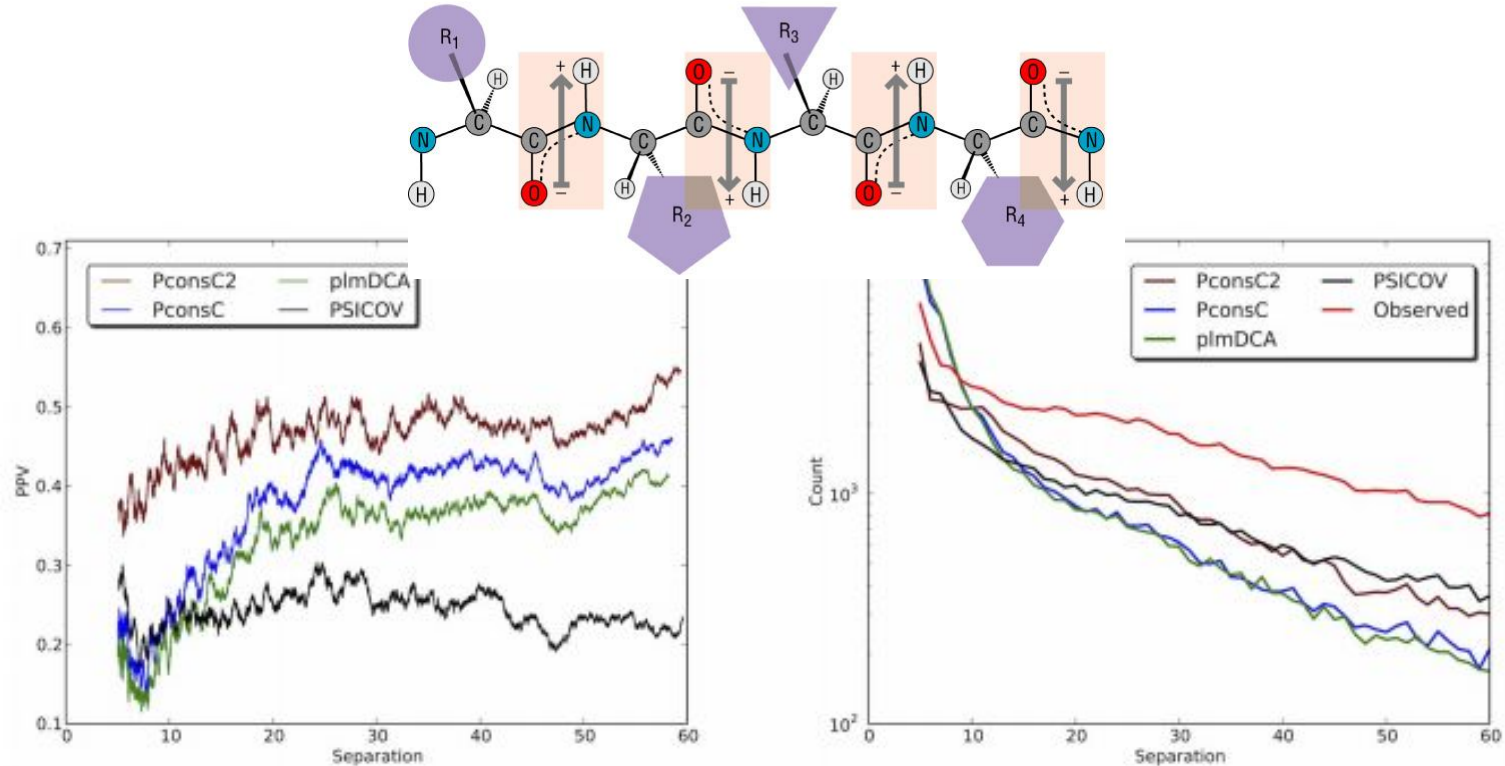 R1
R3
+
H
H
O
−
+
H
H
O
−
N
C
C
N
C
C
N
C
C
N
C
C
N
H
O
−
H
R2
H
+
O
−
H
R4
H
+
0.7
0.6
0.5
0.4
0.3
0.2
0.1
PPV
PconsC2
plmDCA
PconsC
PSICOV
0
10
20
30
40
50
60
Separation
PconsC2
PSICOV
PconsC
Observed
plmDCA
Count
10³
10²
0
10
20
30
40
50
60
Separation